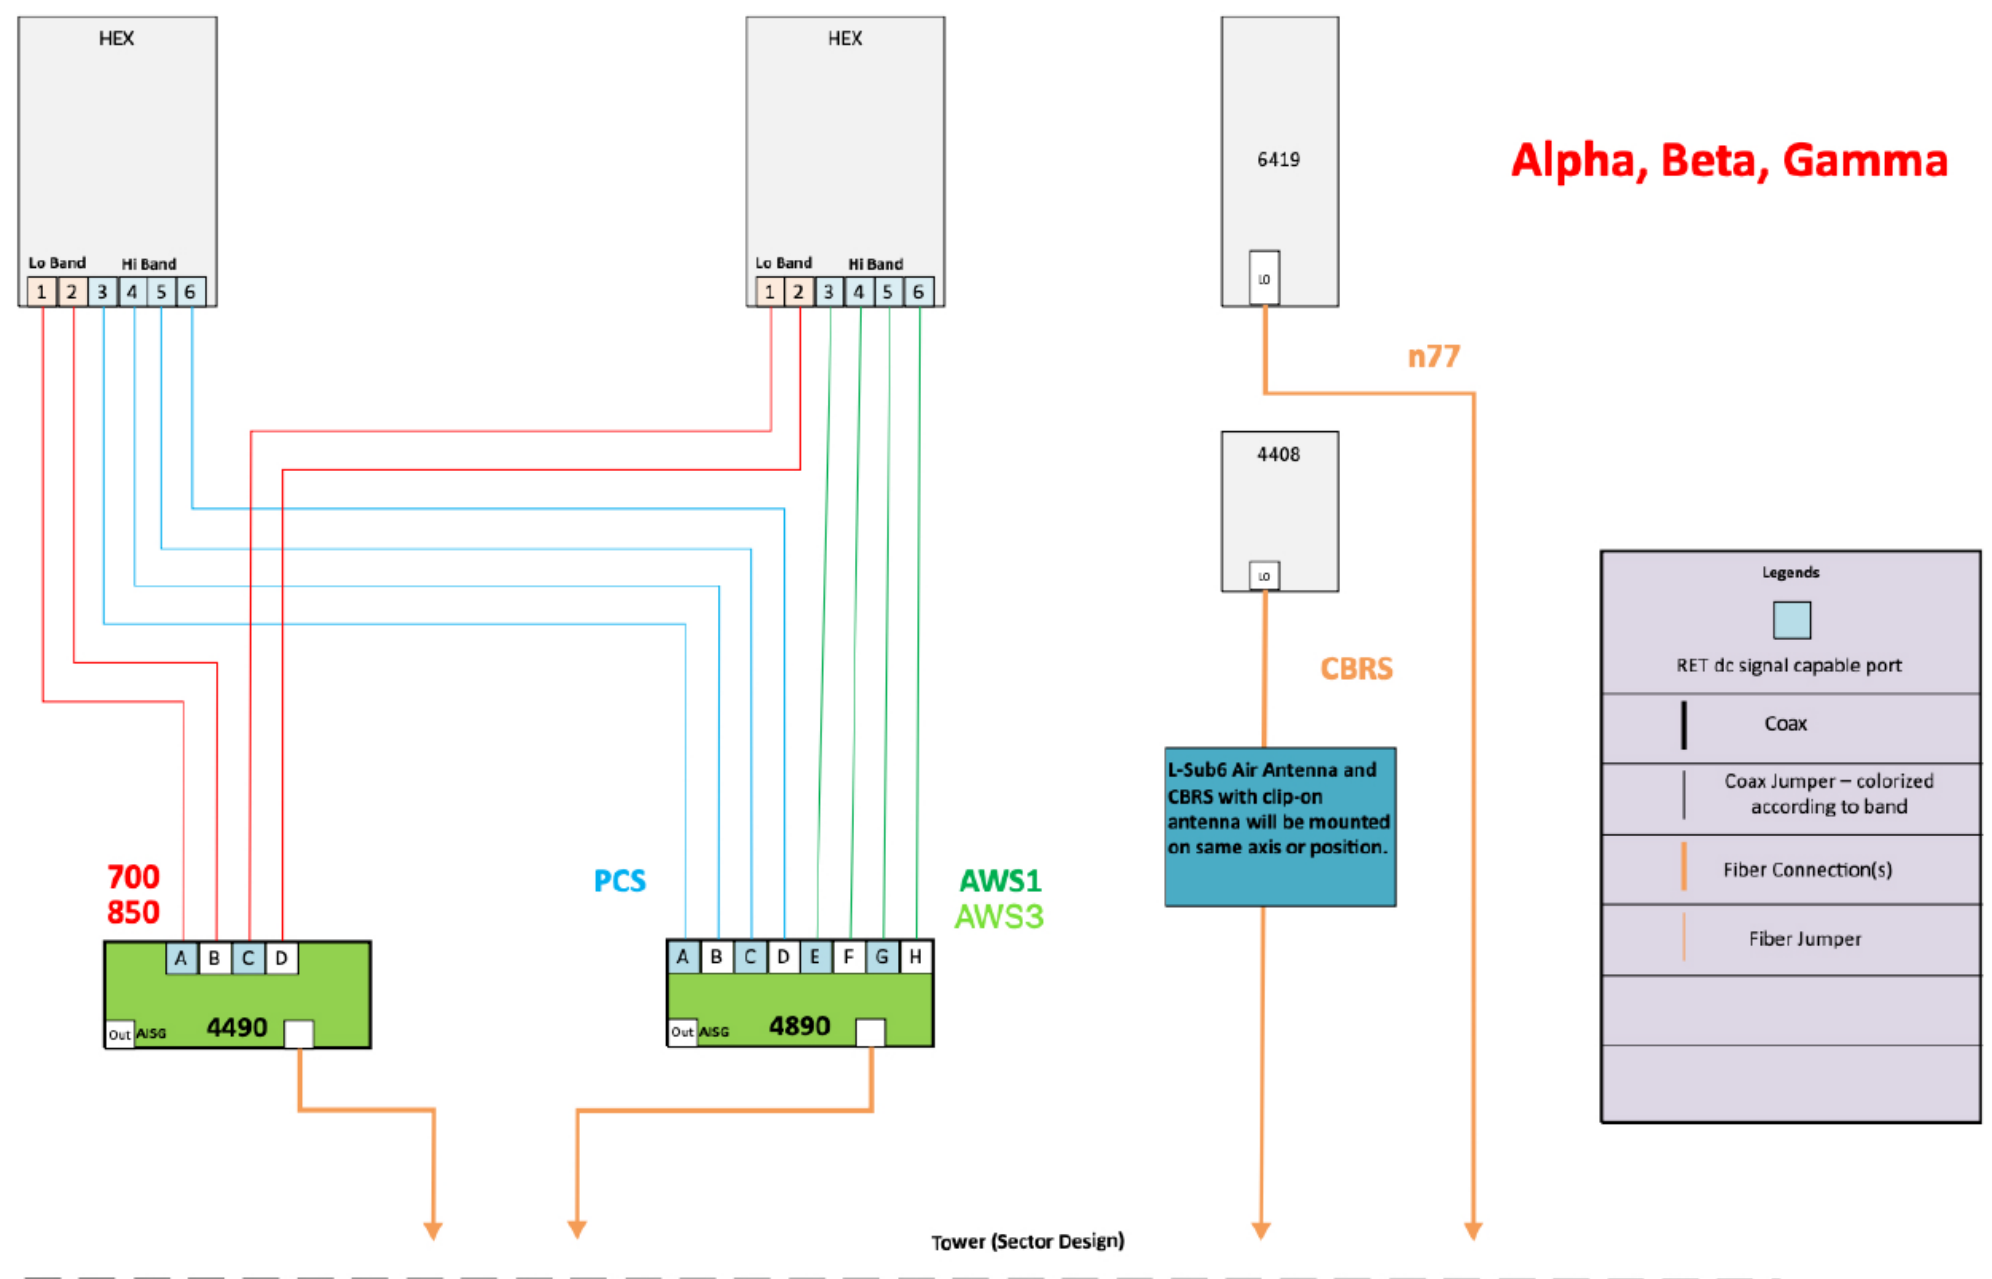 HEX
Lo Band Hi Band
1 2 3 4 5 6
HEX
Lo Band Hi Band
1 2 3 4 5 6
6419
LO
Alpha, Beta, Gamma
n77
4408
LO
CBRS
L-Sub6 Air Antenna and
CBRS with clip-on
antenna will be mounted
on same axis or position.
700
850
A B C D
Out AISG 4490
PCS
AWS1
AWS3
A B C D E F G H
Out AISG 4890
Legends
RET dc signal capable port
Coax
Coax Jumper – colorized
according to band
Fiber Connection(s)
Fiber Jumper
Tower (Sector Design)